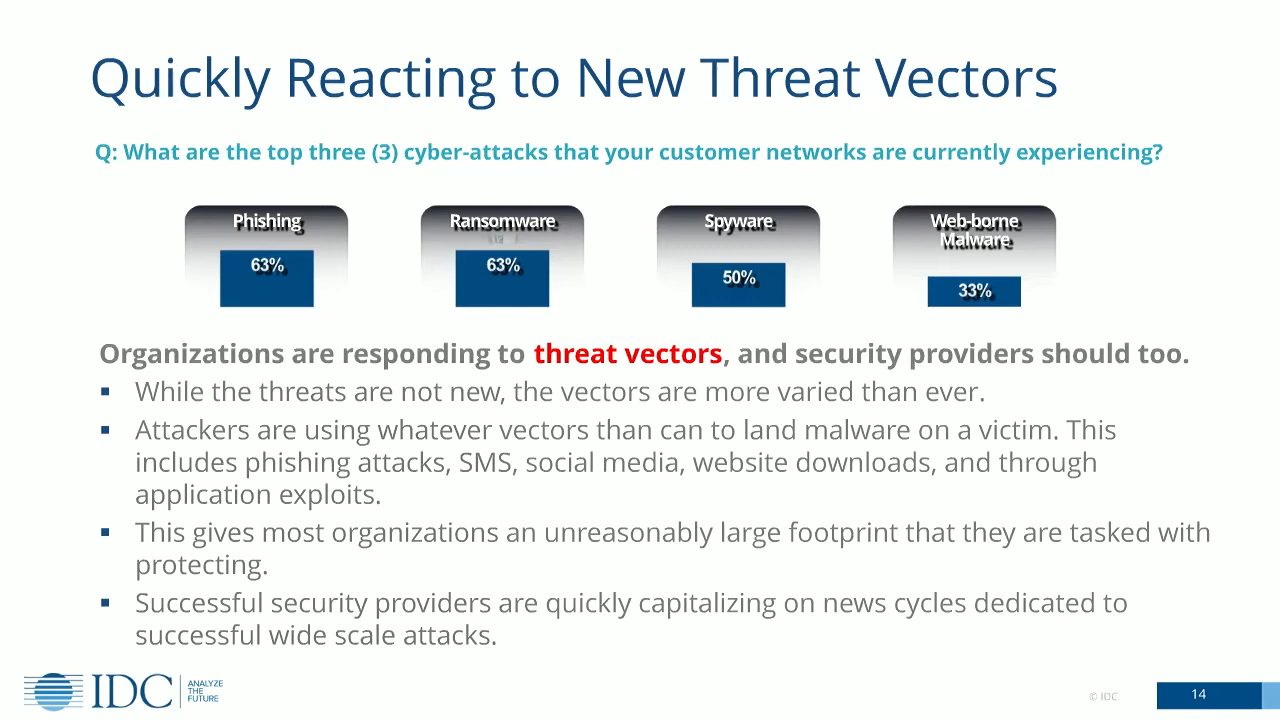 Quickly Reacting to New Threat Vectors
Q: What are the top three (3) cyber-attacks that your customer networks are currently experiencing?
Phishing
63%
Ransomware
63%
Spyware
50%
Web-borne
Malware
33%
Organizations are responding to threat vectors, and security providers should too.
▪ While the threats are not new, the vectors are more varied than ever.
▪ Attackers are using whatever vectors than can to land malware on a victim. This
includes phishing attacks, SMS, social media, website downloads, and through
application exploits.
▪ This gives most organizations an unreasonably large footprint that they are tasked with
protecting.
▪ Successful security providers are quickly capitalizing on news cycles dedicated to
successful wide scale attacks.
IDC
ANALYZE
THE
FUTURE
© IDC
14